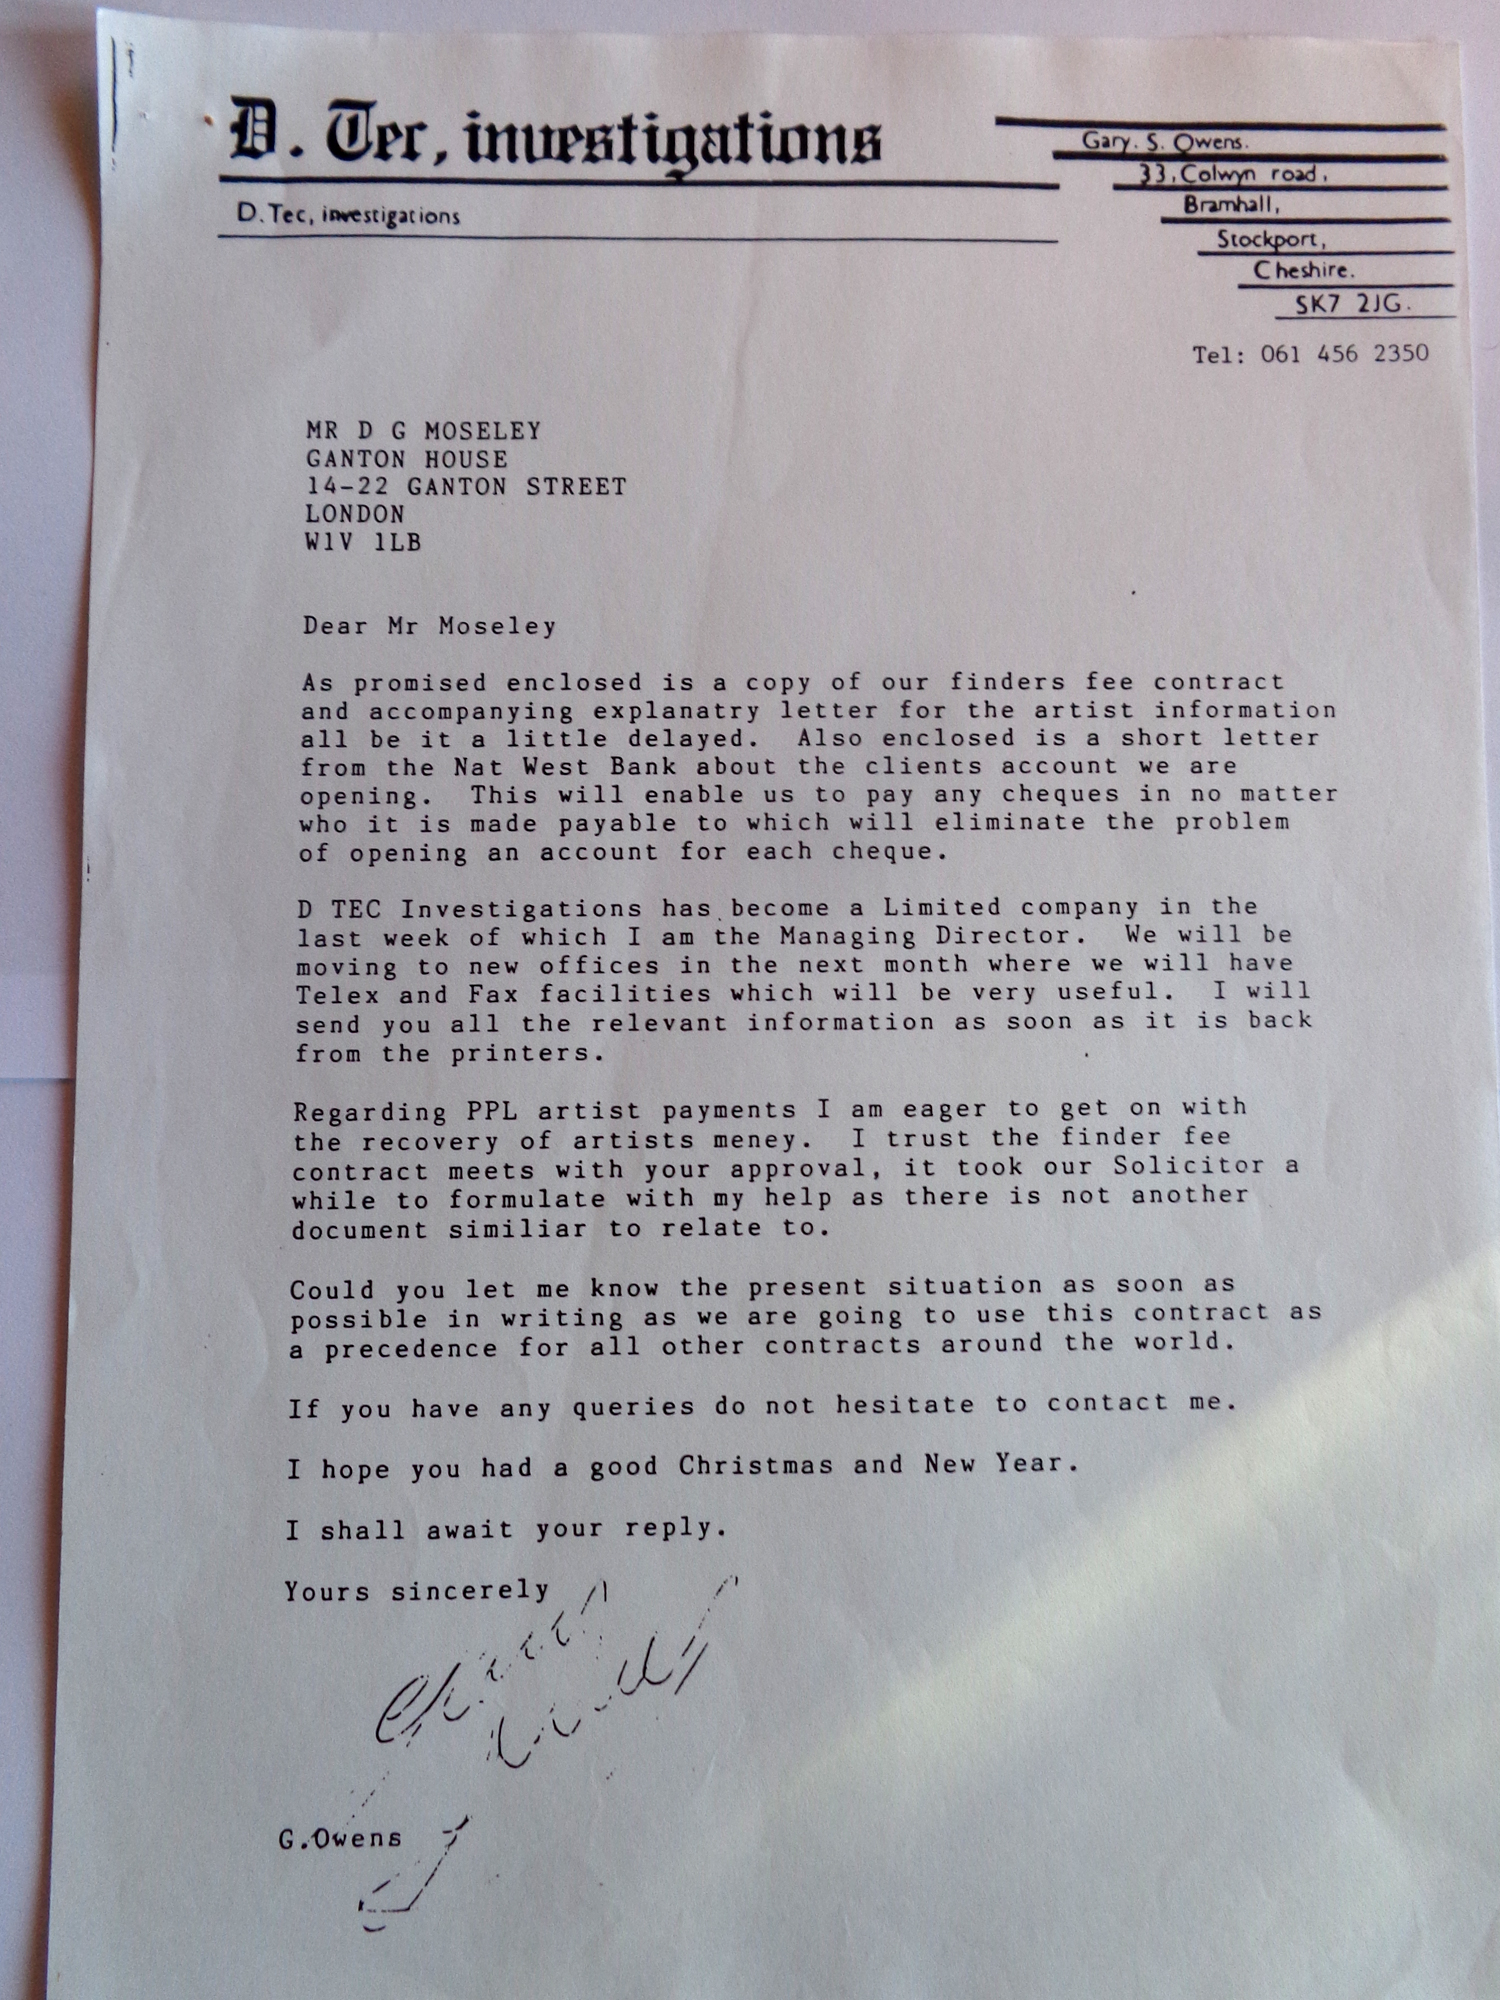 D. Tec, investigations
D.Tec, investigations
Gary. S. Owens.
33, Colwyn road,
Bramhall,
Stockport,
Cheshire.
SK7 2JG.
Tel: 061 456 2350
MR D G MOSELEY
GANTON HOUSE
14-22 GANTON STREET
LONDON
W1V 1LB
Dear Mr Moseley
As promised enclosed is a copy of our finders fee contract
and accompanying explanatry letter for the artist information
all be it a little delayed. Also enclosed is a short letter
from the Nat West Bank about the clients account we are
opening. This will enable us to pay any cheques in no matter
who it is made payable to which will eliminate the problem
of opening an account for each cheque.
D TEC Investigations has become a Limited company in the
last week of which I am the Managing Director. We will be
moving to new offices in the next month where we will have
Telex and Fax facilities which will be very useful. I will
send you all the relevant information as soon as it is back
from the printers.
Regarding PPL artist payments I am eager to get on with
the recovery of artists meney. I trust the finder fee
contract meets with your approval, it took our Solicitor a
while to formulate with my help as there is not another
document similiar to relate to.
Could you let me know the present situation as soon as
possible in writing as we are going to use this contract as
a precedence for all other contracts around the world.
If you have any queries do not hesitate to contact me.
I hope you had a good Christmas and New Year.
I shall await your reply.
Yours sincerely
G.Owens